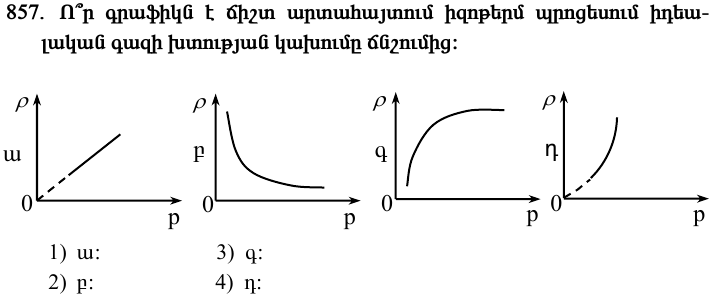 857. Ո՞ր գրաֆիկն է ճիշտ արտահայտում իզոթերմ պրոցեսում իդեա-
լական գազի խտության կախումը ճնշումից:
ρ ρ ρ ρ
ա բ գ դ
0 p 0 p 0 p 0 p
1) ա: 3) գ:
2) բ: 4) դ: